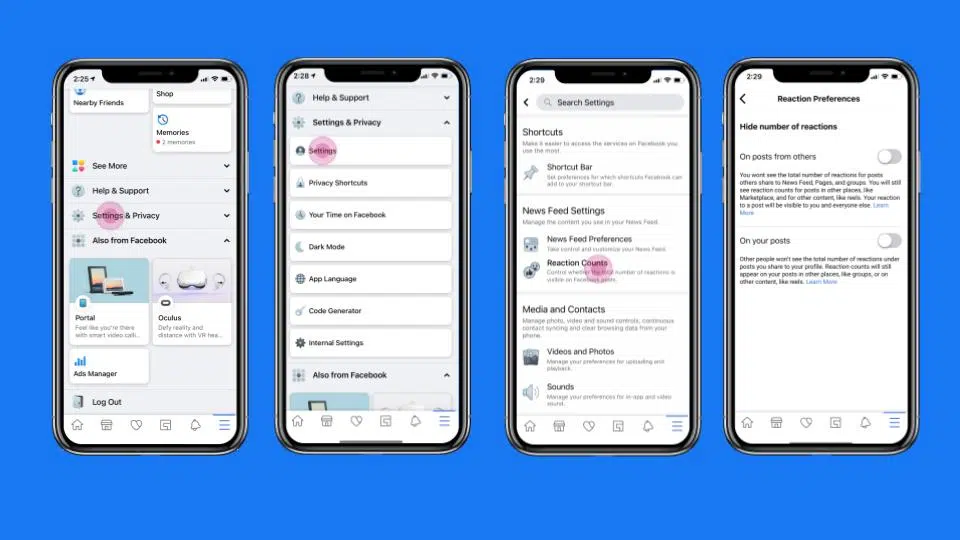 2:25
Nearby Friends
Shop
Memories
2 memories
See More
Help & Support
Settings & Privacy
Also from Facebook
Portal
Feel like you're there
with smart video calli...
Oculus
Defy reality and
distance with VR hea...
Ads Manager
Log Out
2:28
Help & Support
Settings & Privacy
Settings
Privacy Shortcuts
Your Time on Facebook
Dark Mode
App Language
Code Generator
Internal Settings
Also from Facebook
2:29
Search Settings
Shortcuts
Make it easier to access the services on Facebook you
use the most.
Shortcut Bar
Set preferences for which shortcuts Facebook can
add to your shortcut bar.
News Feed Settings
Manage the content you see in your News Feed.
News Feed Preferences
Take control and customize your News Feed.
Reaction Counts
Control whether the total number of reactions is
visible on Facebook posts.
Media and Contacts
Manage photo, video and sound controls, continuous
contact syncing and clear browsing data from your
phone.
Videos and Photos
Manage your preferences for uploading and
playback.
Sounds
Manage your preferences for in-app and video
sound.
2:29
Reaction Preferences
Hide number of reactions
On posts from others
You wont see the total number of reactions for posts
others share to News Feed, Pages, and groups. You will still
see reaction counts for posts in other places, like
Marketplace, and for other content, like reels. Your reaction
to a post will be visible to you and everyone else. Learn
More
On your posts
Other people won't see the total number of reactions under
posts you share to your profile. Reaction counts will still
appear on your posts in other places, like groups, or on
other content, like reels. Learn More